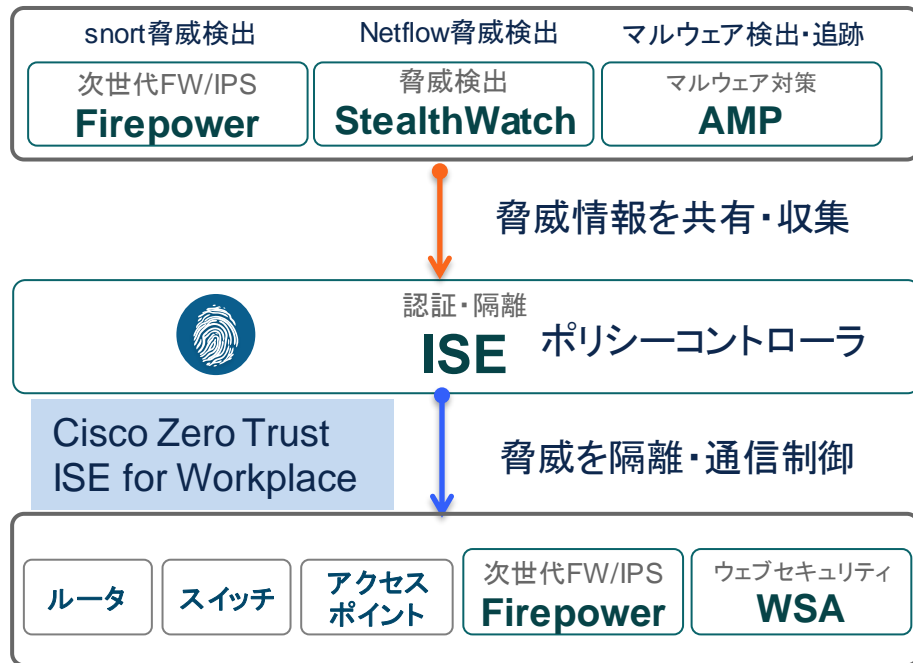 snort脅威検出
Netflow脅威検出
マルウェア検出・追跡
次世代FW/IPS
Firepower
脅威検出
StealthWatch
マルウェア対策
AMP
脅威情報を共有・収集
認証・隔離
ISE
ポリシーコントローラ
Cisco Zero Trust
ISE for Workplace
脅威を隔離・通信制御
ルータ
スイッチ
アクセス
ポイント
次世代FW/IPS
Firepower
ウェブセキュリティ
WSA